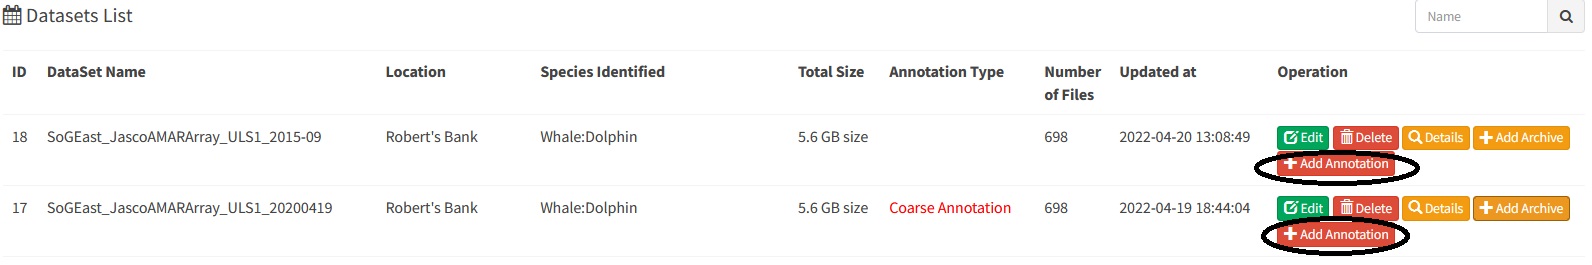 Datasets List
Name
ID DataSet Name Location Species Identified Total Size Annotation Type Number of Files Updated at Operation
18 SoGEast_JascoAMARArray_ULS1_2015-09 Robert's Bank Whale:Dolphin 5.6 GB size 698 2022-04-20 13:08:49 Edit Delete Details Add Archive
Add Annotation
17 SoGEast_JascoAMARArray_ULS1_20200419 Robert's Bank Whale:Dolphin 5.6 GB size Coarse Annotation 698 2022-04-19 18:44:04 Edit Delete Details Add Archive
Add Annotation